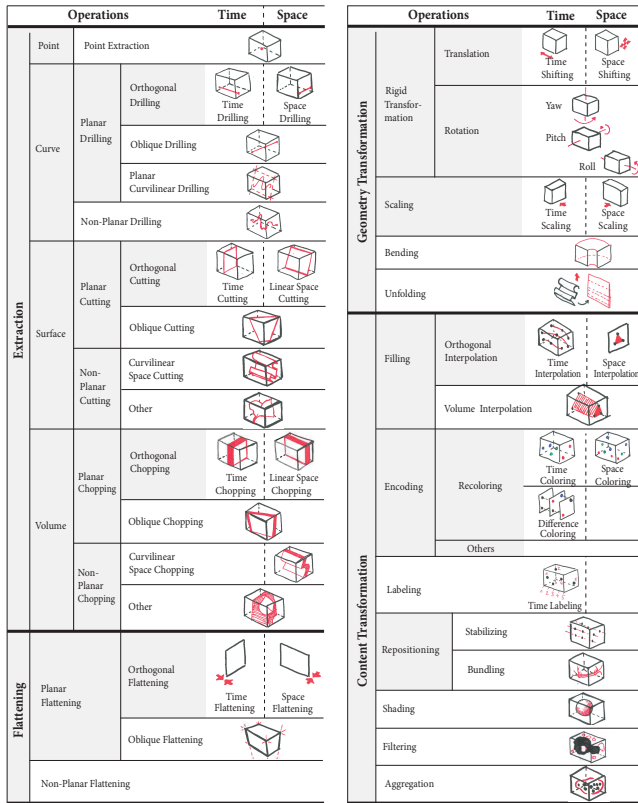 Operations
Time
Space
Extraction
Point
Point Extraction
Curve
Planar
Drilling
Orthogonal
Drilling
Time
Drilling
Space
Drilling
Oblique Drilling
Planar
Curvilinear Drilling
Non-Planar Drilling
Surface
Planar
Cutting
Orthogonal
Cutting
Time
Cutting
Linear Space
Cutting
Oblique Cutting
Non-
Planar
Cutting
Curvilinear
Space Cutting
Other
Volume
Planar
Chopping
Orthogonal
Chopping
Time
Chopping
Linear Space
Chopping
Oblique Chopping
Non-
Planar
Chopping
Curvilinear
Space Chopping
Other
Flattening
Planar
Flattening
Orthogonal
Flattening
Time
Flattening
Space
Flattening
Oblique Flattening
Non-Planar Flattening
Operations
Time
Space
Geometry Transformation
Rigid
Transfor-
mation
Translation
Time
Shifting
Space
Shifting
Rotation
Yaw
Pitch
Roll
Scaling
Time
Scaling
Space
Scaling
Bending
Unfolding
Content Transformation
Filling
Orthogonal
Interpolation
Time
Interpolation
Space
Interpolation
Volume Interpolation
Encoding
Recoloring
Time
Coloring
Space
Coloring
Difference
Coloring
Others
Labeling
Time Labeling
Repositioning
Stabilizing
Bundling
Shading
Filtering
Aggregation